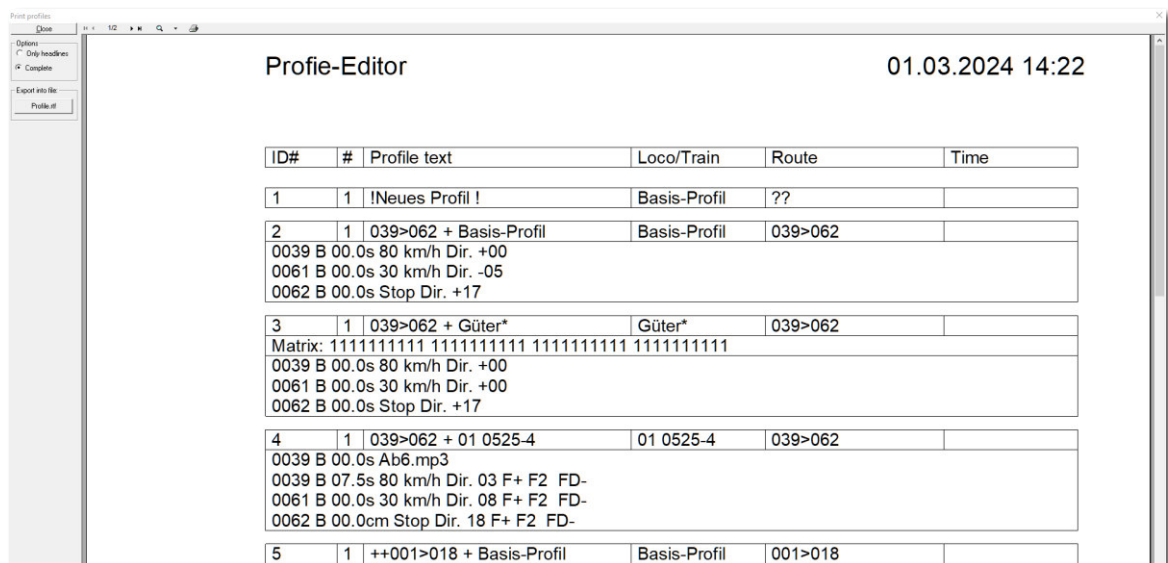 Print profiles
Close 1/2
Options
Only headlines
Complete
Export into file:
Profile.rtf
Profie-Editor 01.03.2024 14:22
ID# # Profile text Loco/Train Route Time
1 1 !Neues Profil ! Basis-Profil ??
2 1 039>062 + Basis-Profil Basis-Profil 039>062
0039 B 00.0s 80 km/h Dir. +00
0061 B 00.0s 30 km/h Dir. -05
0062 B 00.0s Stop Dir. +17
3 1 039>062 + Güter* Güter* 039>062
Matrix: 1111111111 1111111111 1111111111 1111111111
0039 B 00.0s 80 km/h Dir. +00
0061 B 00.0s 30 km/h Dir. +00
0062 B 00.0s Stop Dir. +17
4 1 039>062 + 01 0525-4 01 0525-4 039>062
0039 B 00.0s Ab6.mp3
0039 B 07.5s 80 km/h Dir. 03 F+ F2 FD-
0061 B 00.0s 30 km/h Dir. 08 F+ F2 FD-
0062 B 00.0cm Stop Dir. 18 F+ F2 FD-
5 1 ++001>018 + Basis-Profil Basis-Profil 001>018